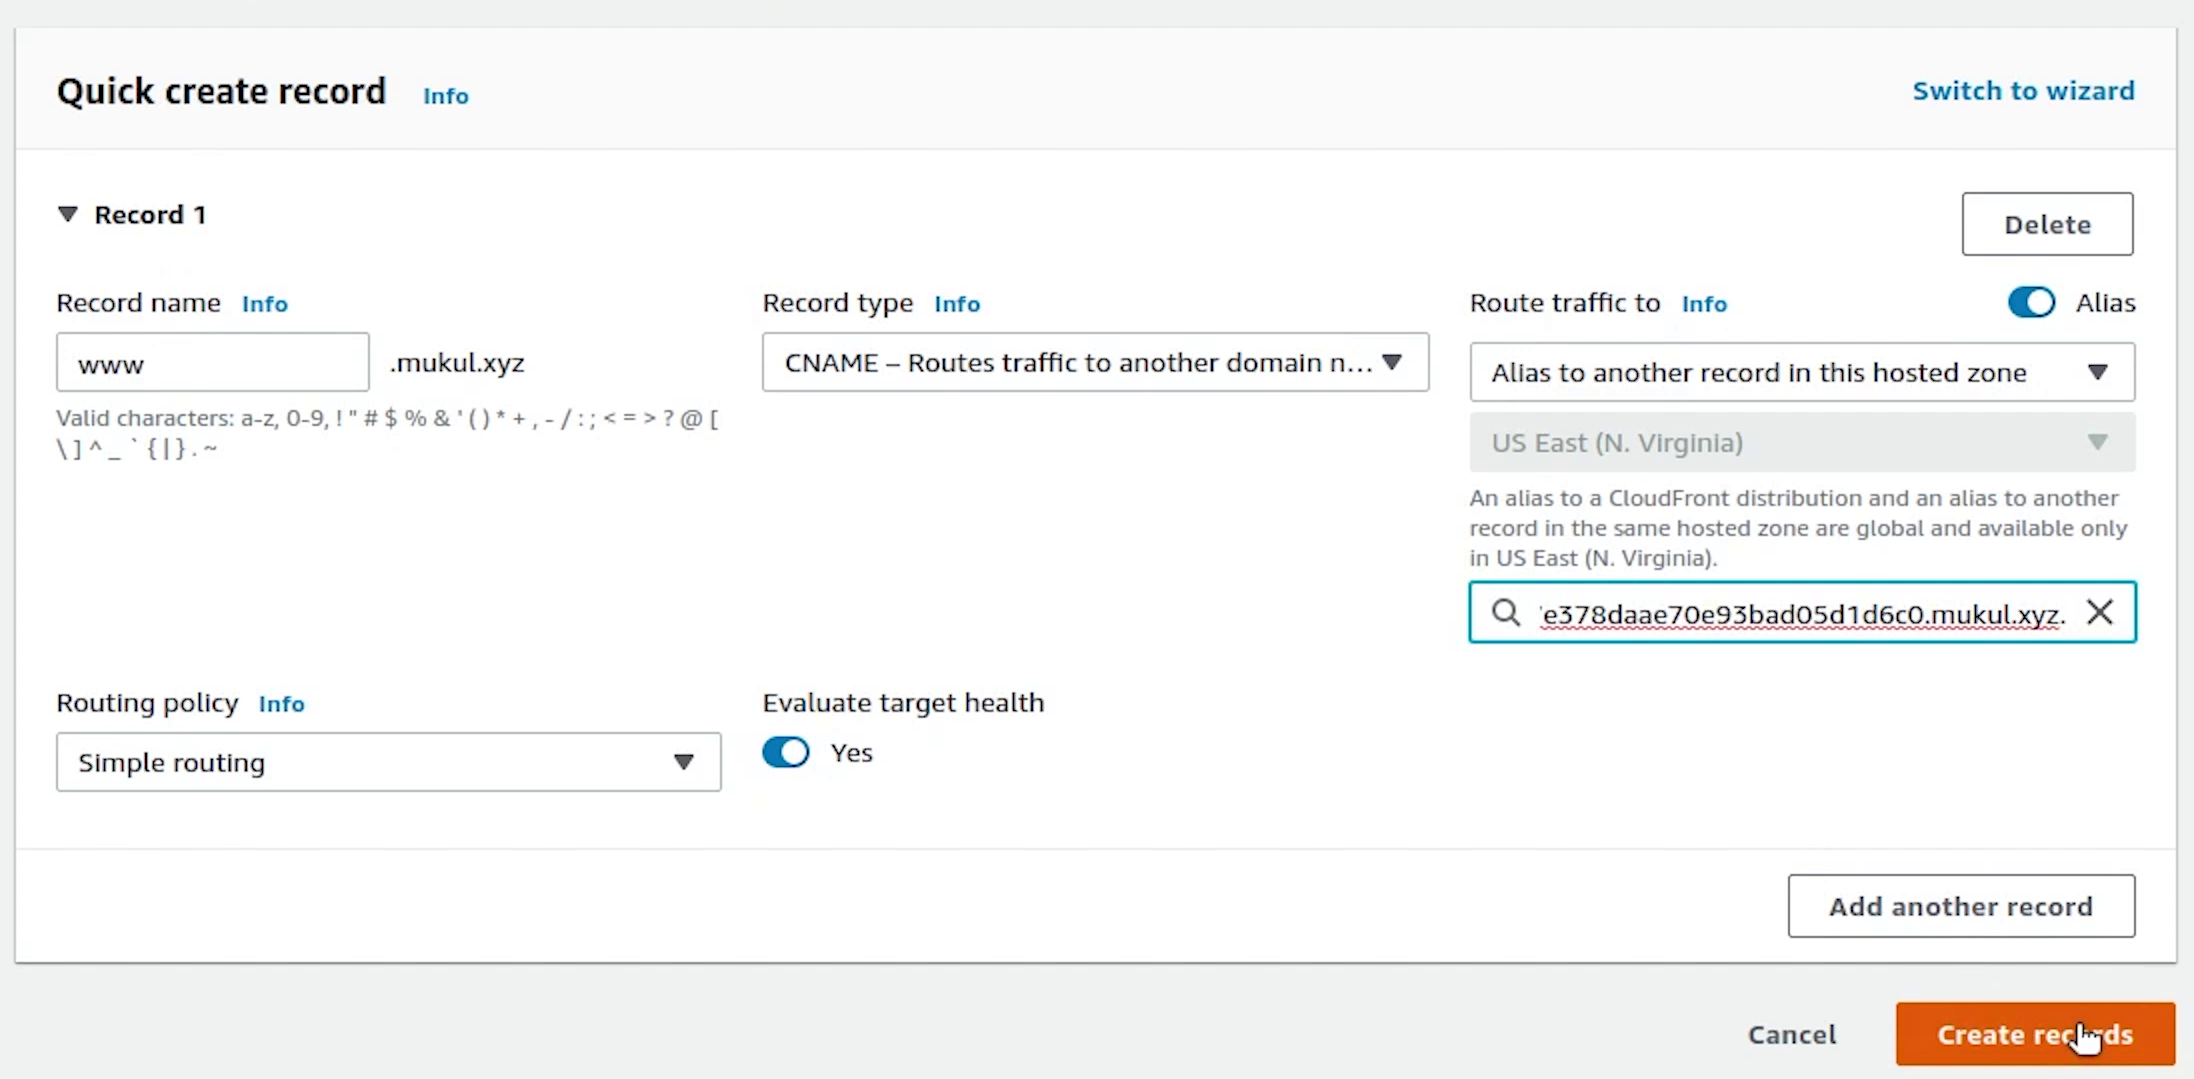 Quick create record Info Switch to wizard
Record 1 Delete
Record name Info
www .mukul.xyz
Valid characters: a-z, 0-9, ! " # $ % & ' ( ) * + , - / : ; < = > ? @ [
\ ] ^ _ ` { | } . ~
Record type Info
CNAME – Routes traffic to another domain n...
Route traffic to Info Alias
Alias to another record in this hosted zone
US East (N. Virginia)
An alias to a CloudFront distribution and an alias to another
record in the same hosted zone are global and available only
in US East (N. Virginia).
e378daae70e93bad05d1d6c0.mukul.xyz.
Routing policy Info
Simple routing
Evaluate target health
Yes
Add another record
Cancel Create records